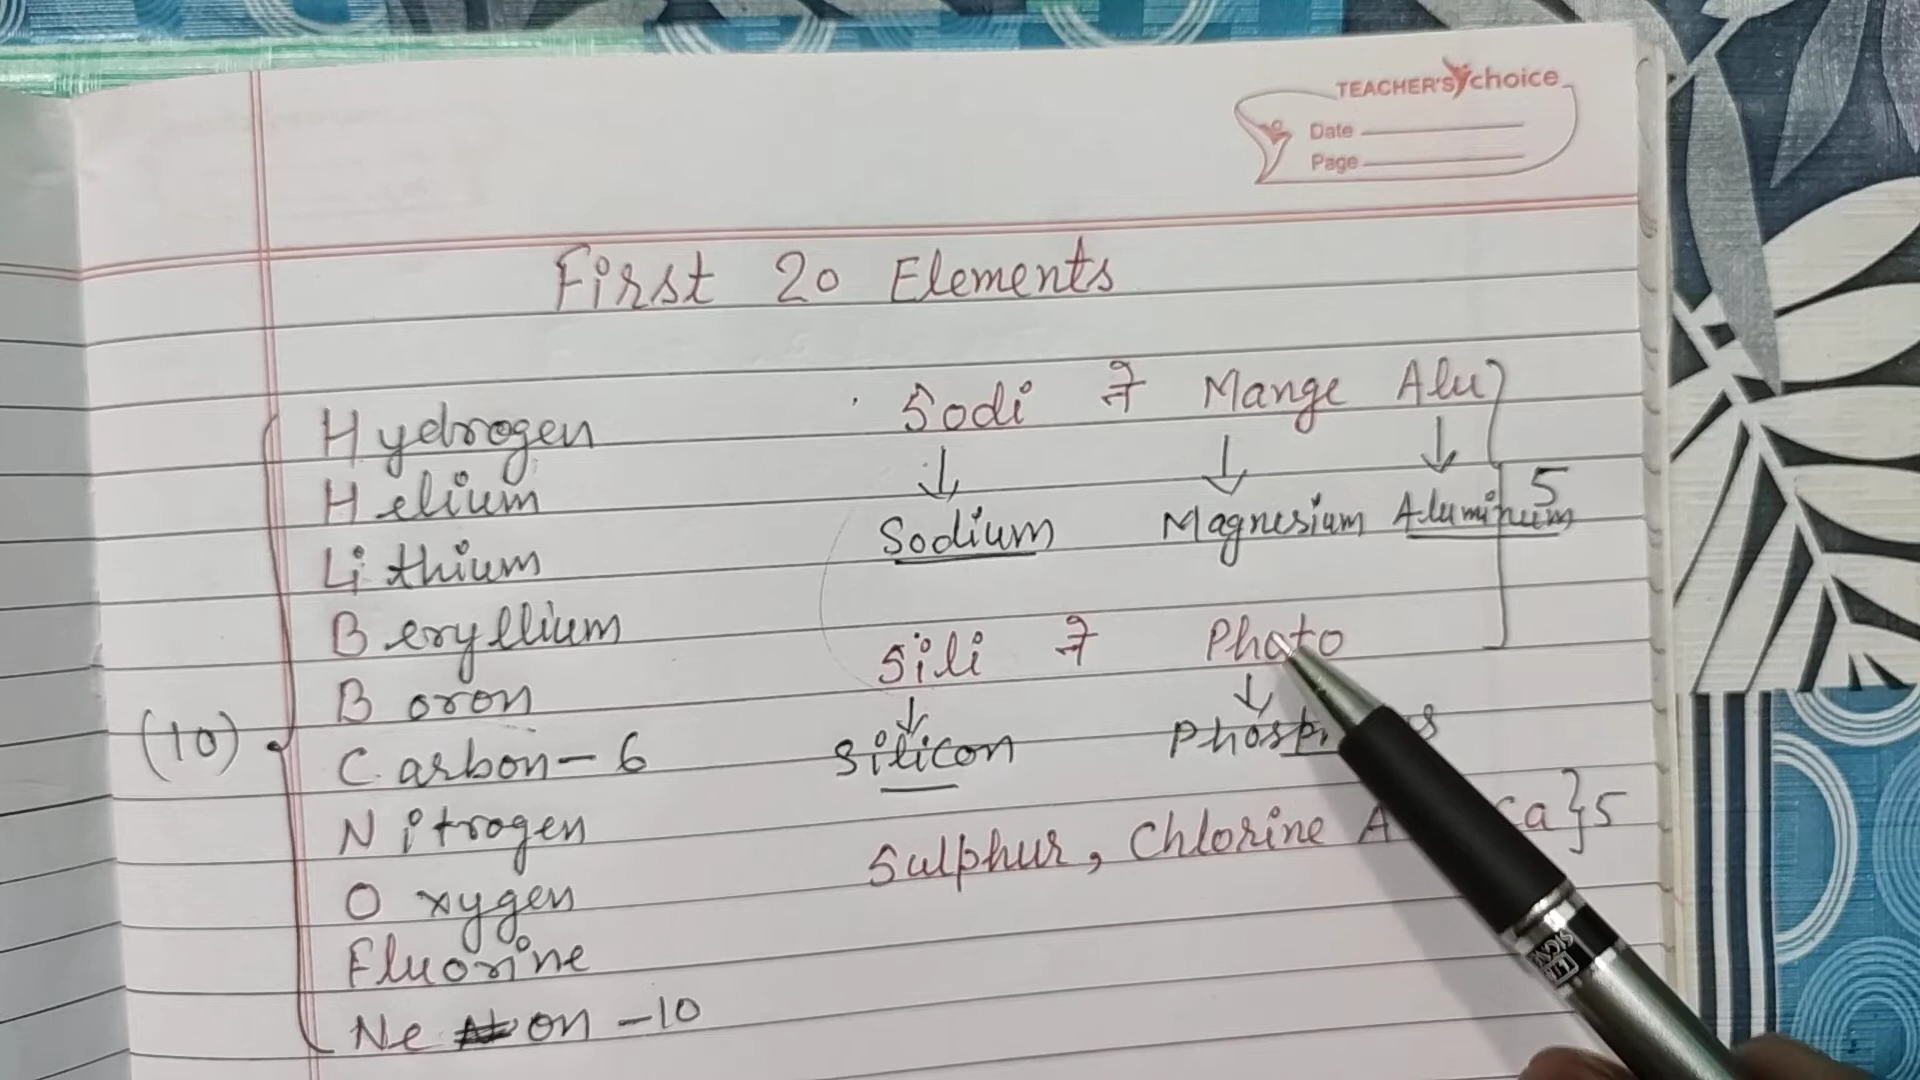 TEACHER'S choice
Date
Page
First 20 Elements
Hydrogen
Helium
Lithium
Beryllium
Boron
(10)
Carbon - 6
Nitrogen
Oxygen
Fluorine
Neon - 10
Sodi ने Mange Alu
Sodium Magnesium Aluminium 5
Sili ने Photo
Silicon
Sulphur, Chlorine A Ca } 5